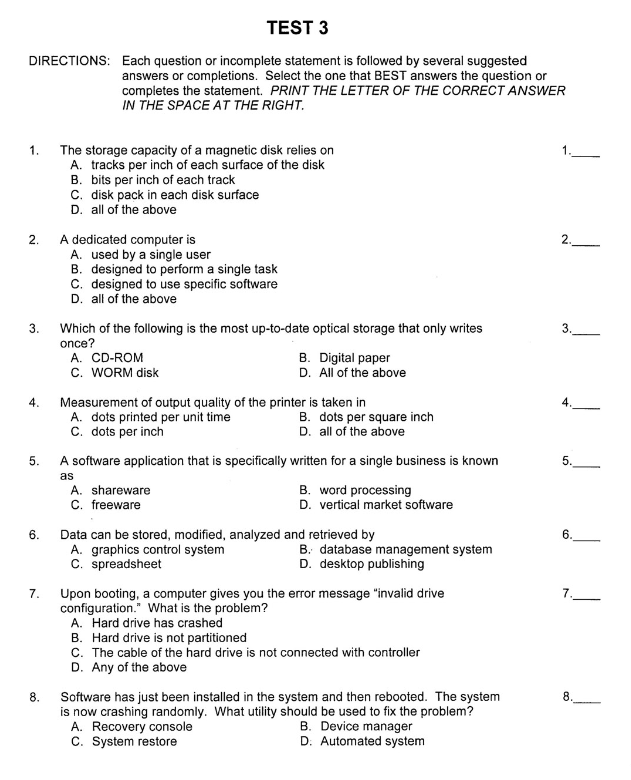 TEST 3
DIRECTIONS: Each question or incomplete statement is followed by several suggested
answers or completions. Select the one that BEST answers the question or
completes the statement. PRINT THE LETTER OF THE CORRECT ANSWER
IN THE SPACE AT THE RIGHT.
1. The storage capacity of a magnetic disk relies on 1.____
A. tracks per inch of each surface of the disk
B. bits per inch of each track
C. disk pack in each disk surface
D. all of the above
2. A dedicated computer is 2.____
A. used by a single user
B. designed to perform a single task
C. designed to use specific software
D. all of the above
3. Which of the following is the most up-to-date optical storage that only writes 3.____
once?
A. CD-ROM B. Digital paper
C. WORM disk D. All of the above
4. Measurement of output quality of the printer is taken in 4.____
A. dots printed per unit time B. dots per square inch
C. dots per inch D. all of the above
5. A software application that is specifically written for a single business is known 5.____
as
A. shareware B. word processing
C. freeware D. vertical market software
6. Data can be stored, modified, analyzed and retrieved by 6.____
A. graphics control system B. database management system
C. spreadsheet D. desktop publishing
7. Upon booting, a computer gives you the error message “invalid drive 7.____
configuration.” What is the problem?
A. Hard drive has crashed
B. Hard drive is not partitioned
C. The cable of the hard drive is not connected with controller
D. Any of the above
8. Software has just been installed in the system and then rebooted. The system 8.____
is now crashing randomly. What utility should be used to fix the problem?
A. Recovery console B. Device manager
C. System restore D. Automated system